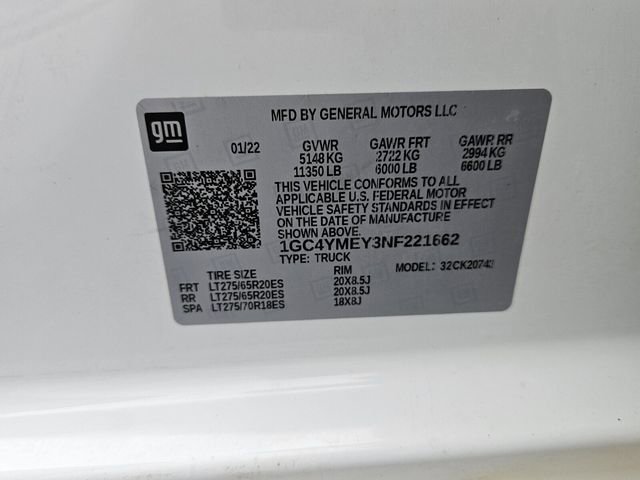 MFD BY GENERAL MOTORS LLC
gm
01/22 GVWR GAWR FRT GAWR RR
5148 KG 2722 KG 2994 KG
11350 LB 6000 LB 6600 LB
THIS VEHICLE CONFORMS TO ALL
APPLICABLE U.S. FEDERAL MOTOR
VEHICLE SAFETY STANDARDS IN EFFECT
ON THE DATE OF MANUFACTURE SHOWN ABOVE.
1GC4YMEY3NF221662
TYPE: TRUCK MODEL: 32CK20743
TIRE SIZE RIM
FRT LT275/65R20ES 20X8.5J
RR LT275/65R20ES 20X8.5J
SPA LT275/70R18ES 18X8J